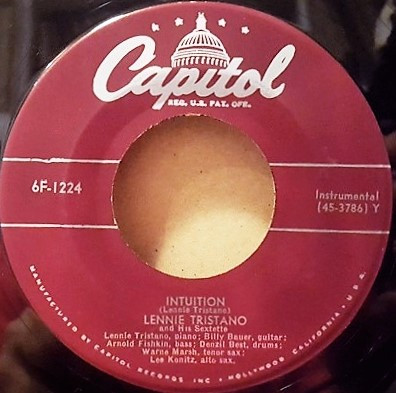 Capitol
REG. U.S. PAT. OFF.
6F-1224
Instrumental
(45-3786) Y
INTUITION
(Lennie Tristano)
LENNIE TRISTANO
and His Sextette
Lennie Tristano, piano; Billy Bauer, guitar;
Arnold Fishkin, bass; Denzil Best, drums;
Warne Marsh, tenor sax;
Lee Konitz, alto sax.
MANUFACTURED BY CAPITOL RECORDS INC • HOLLYWOOD CALIFORNIA, U.S.A.